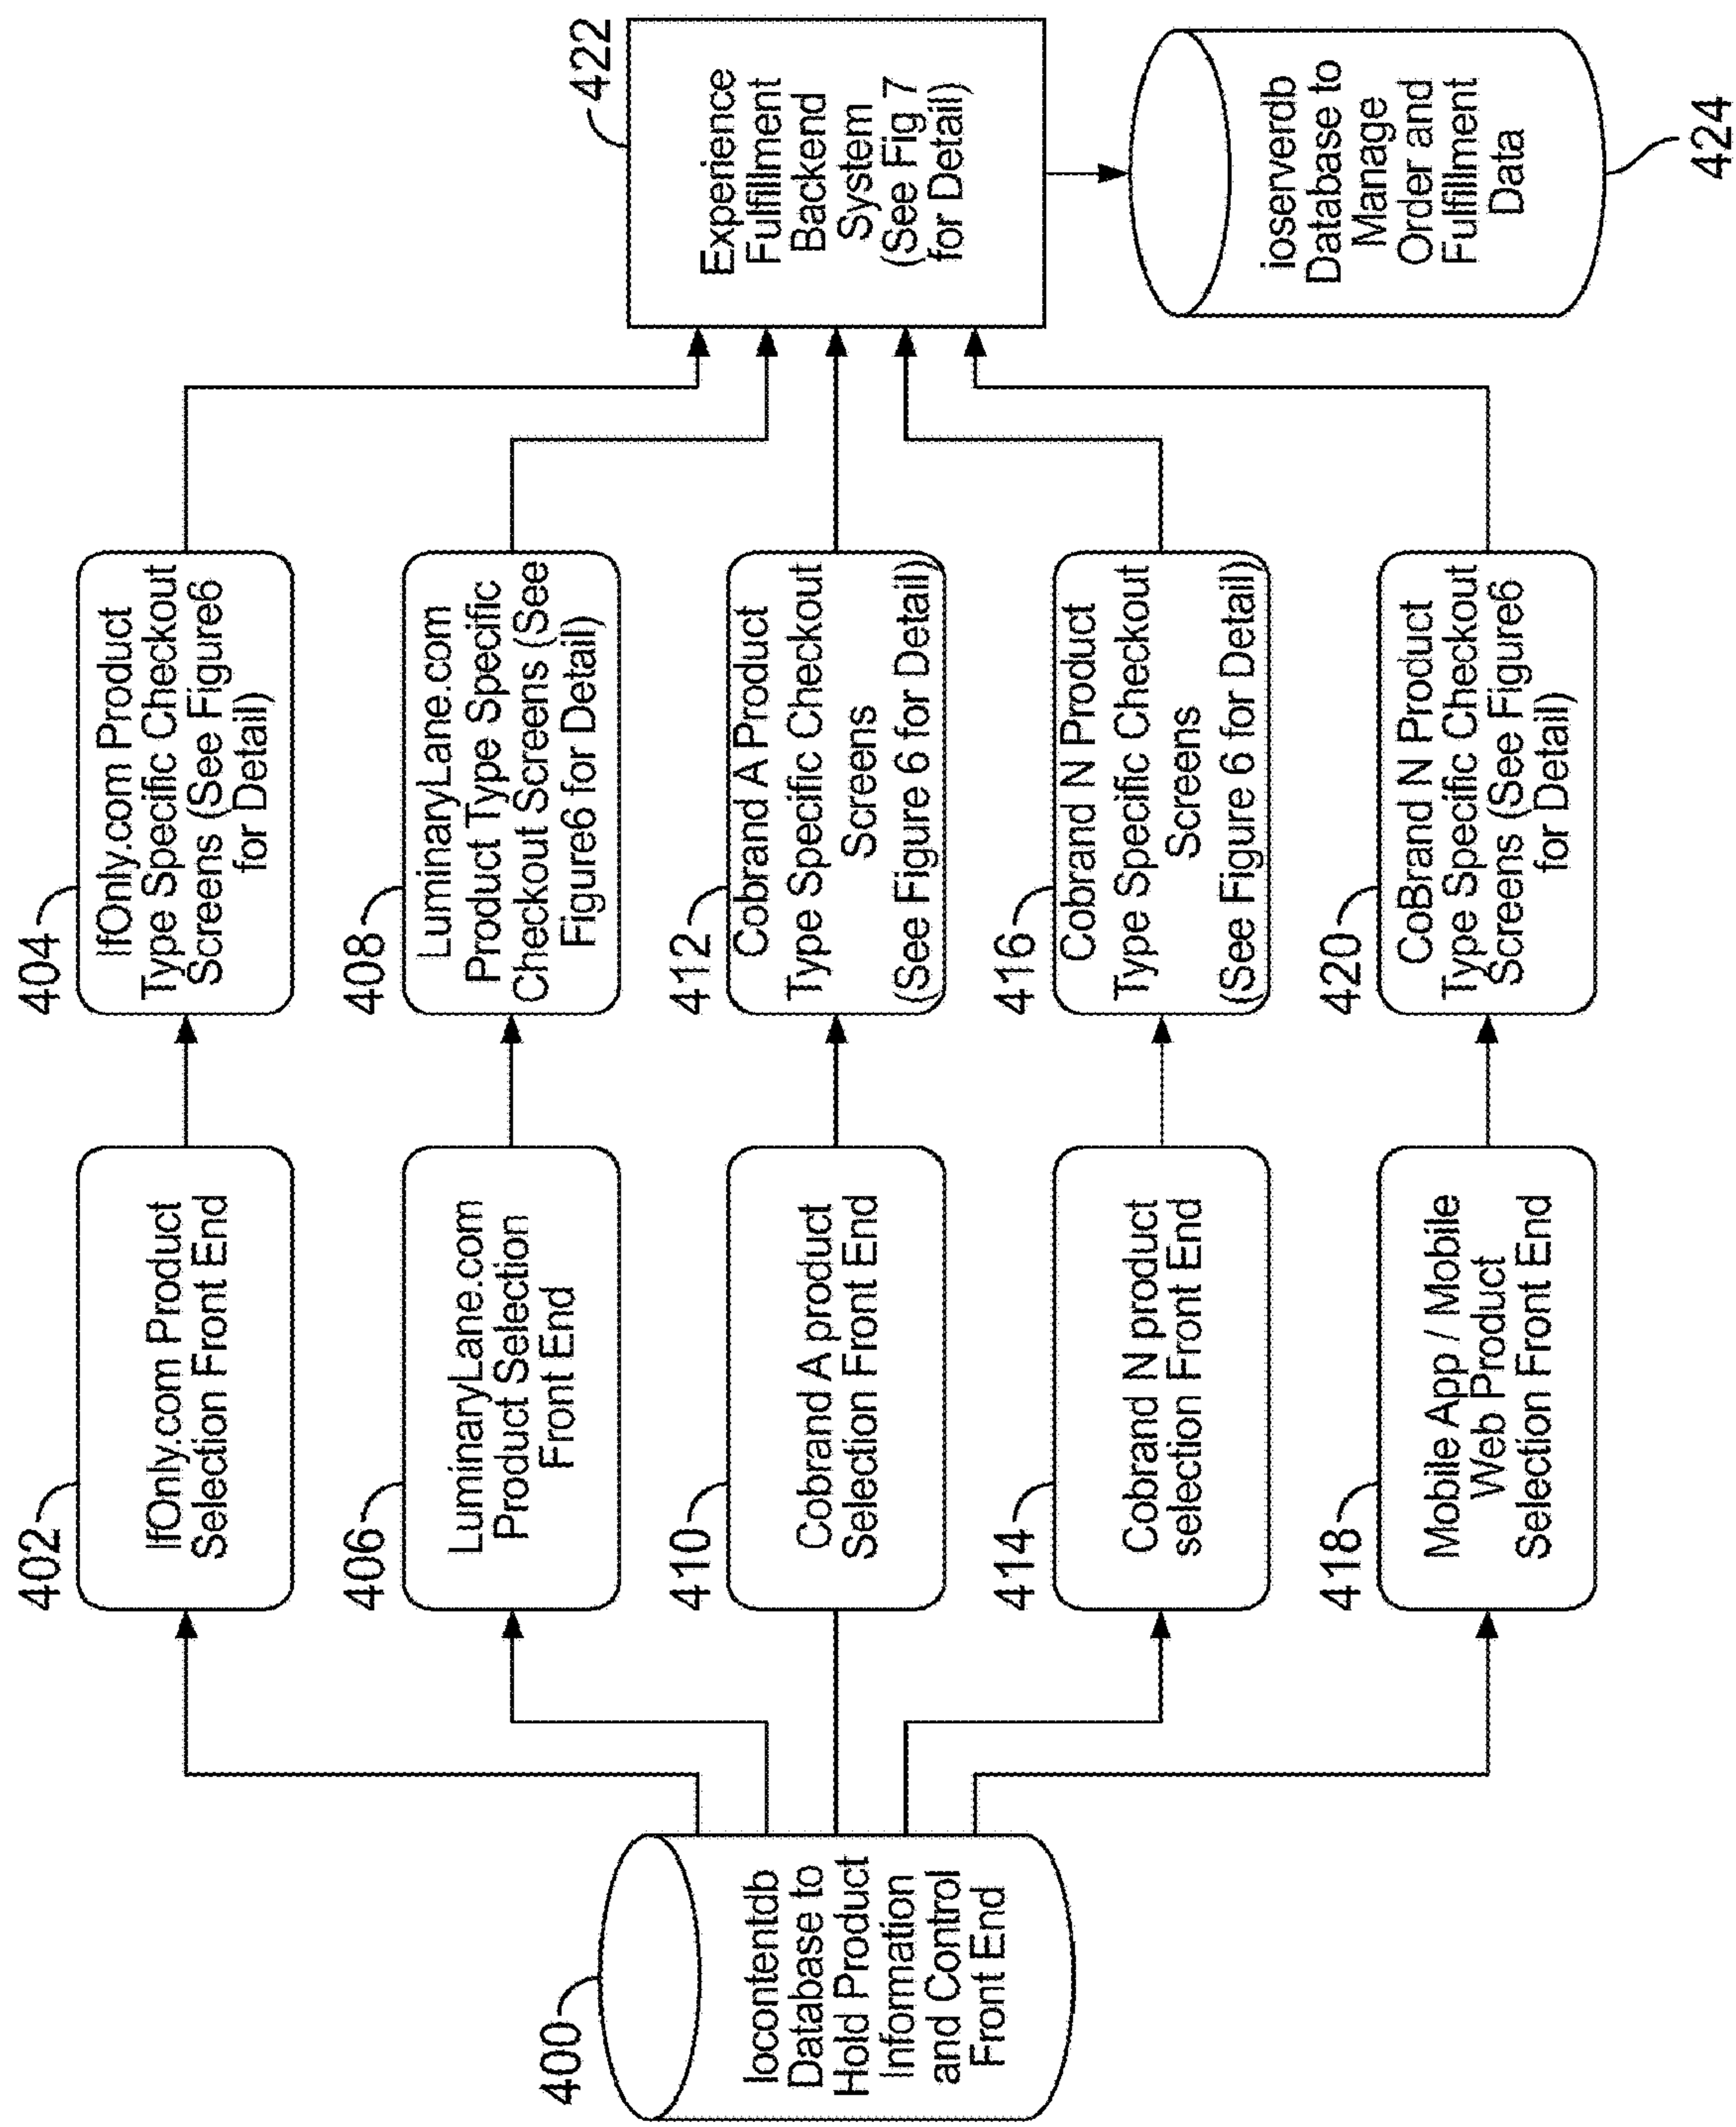 400
Iocontentdb
Database to
Hold Product
Information
and Control
Front End
402
IfOnly.com Product
Selection Front End
404
IfOnly.com Product
Type Specific Checkout
Screens (See Figure6
for Detail)
406
LuminaryLane.com
Product Selection
Front End
408
LuminaryLane.com
Product Type Specific
Checkout Screens (See
Figure6 for Detail)
410
Cobrand A product
Selection Front End
412
Cobrand A Product
Type Specific Checkout
Screens
(See Figure 6 for Detail)
414
Cobrand N product
selection Front End
416
Cobrand N Product
Type Specific Checkout
Screens
(See Figure 6 for Detail)
418
Mobile App / Mobile
Web Product
Selection Front End
420
CoBrand N Product
Type Specific Checkout
Screens (See Figure6
for Detail)
422
Experience
Fulfillment
Backend
System
(See Fig 7
for Detail)
ioserverdb
Database to
Manage
Order and
Fulfillment
Data
424